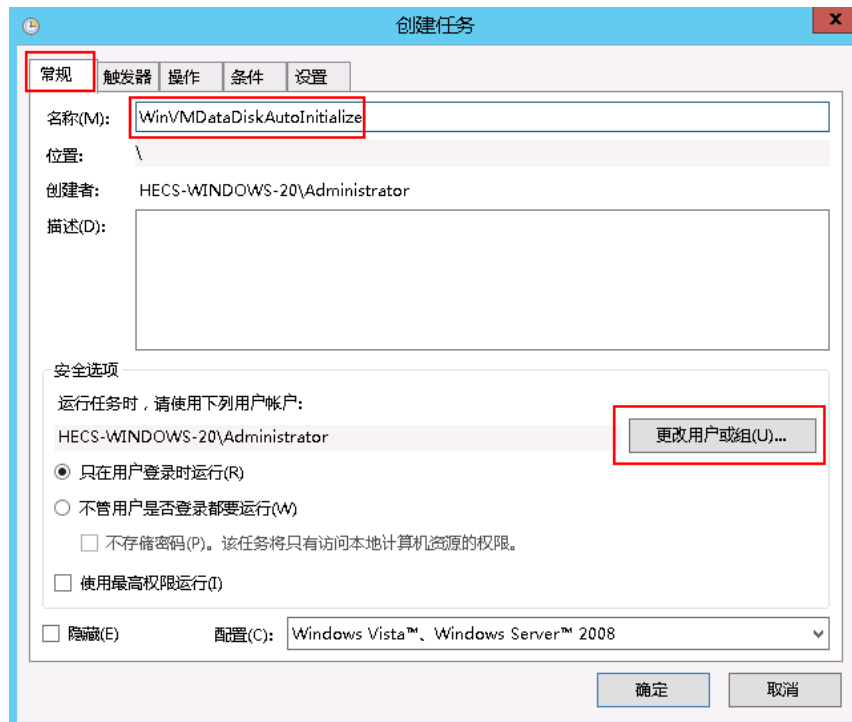 创建任务
x
常规 触发器 操作 条件 设置
名称(M): WinVMDataDiskAutoInitialize
位置: \
创建者: HECS-WINDOWS-20\Administrator
描述(D):
安全选项
运行任务时，请使用下列用户帐户:
HECS-WINDOWS-20\Administrator 更改用户或组(U)...
只在用户登录时运行(R)
不管用户是否登录都要运行(W)
不存储密码(P)。该任务将只有访问本地计算机资源的权限。
使用最高权限运行(I)
隐藏(E) 配置(C): Windows Vista™、Windows Server™ 2008
确定 取消